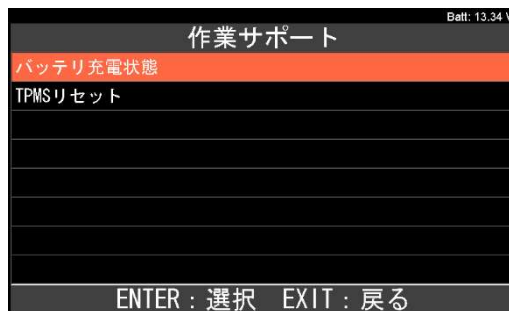 Batt: 13.34 V
作業サポート
バッテリ充電状態
TPMSリセット
ENTER：選択　EXIT：戻る